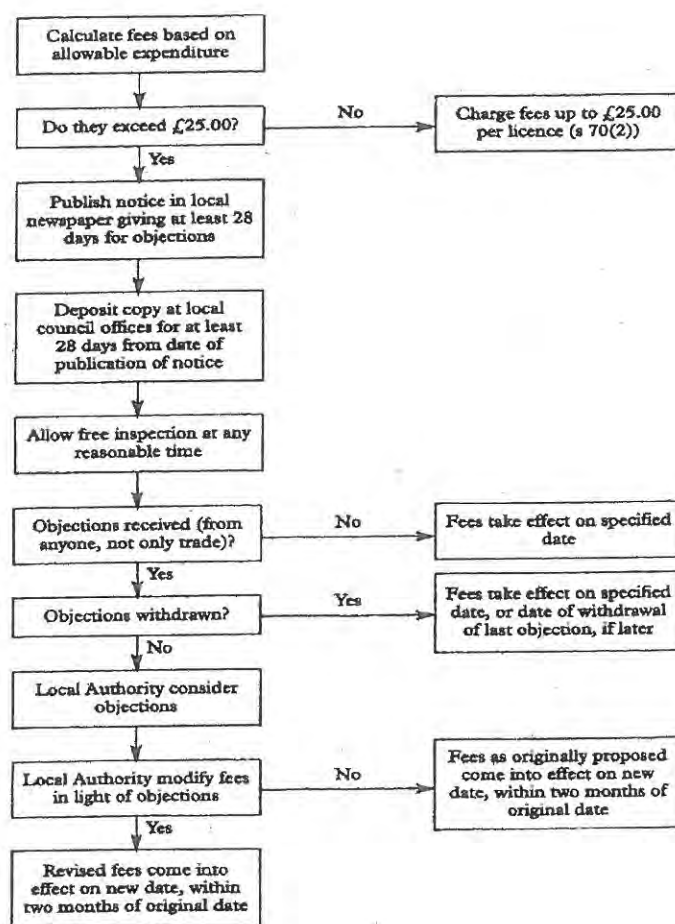 Calculate fees based on
allowable expenditure
Do they exceed £25.00?
No
Charge fees up to £25.00
per licence (s 70(2))
Yes
Publish notice in local
newspaper giving at least 28
days for objections
Deposit copy at local
council offices for at least
28 days from date of
publication of notice
Allow free inspection at any
reasonable time
Objections received (from
anyone, not only trade)?
No
Fees take effect on specified
date
Yes
Objections withdrawn?
Yes
Fees take effect on specified
date, or date of withdrawal
of last objection, if later
No
Local Authority consider
objections
Local Authority modify fees
in light of objections
No
Fees as originally proposed
come into effect on new
date, within two months of
original date
Yes
Revised fees come into
effect on new date, within
two months of original date